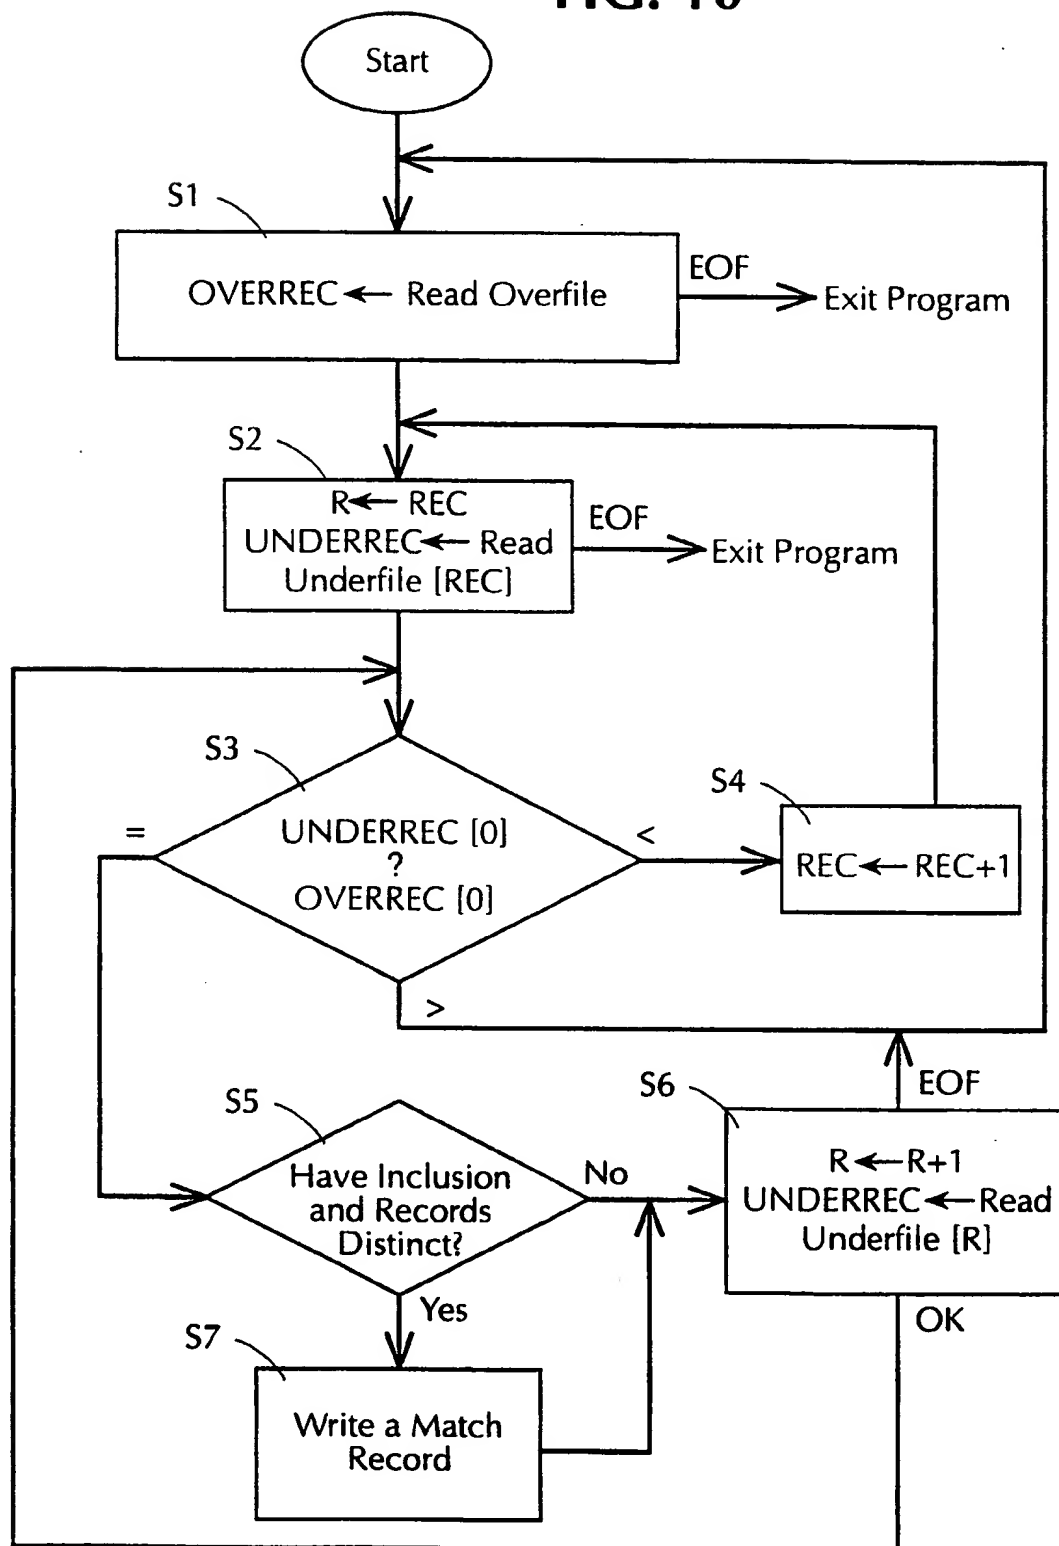 FIG. 10
Start
S1
OVERREC ← Read Overfile
EOF
Exit Program
S2
R ← REC
UNDERREC ← Read
Underfile [REC]
EOF
Exit Program
S3
=
UNDERREC [0]
?
OVERREC [0]
<
>
S4
REC ← REC+1
S5
Have Inclusion
and Records
Distinct?
No
Yes
S6
EOF
R ← R+1
UNDERREC ← Read
Underfile [R]
OK
S7
Write a Match
Record